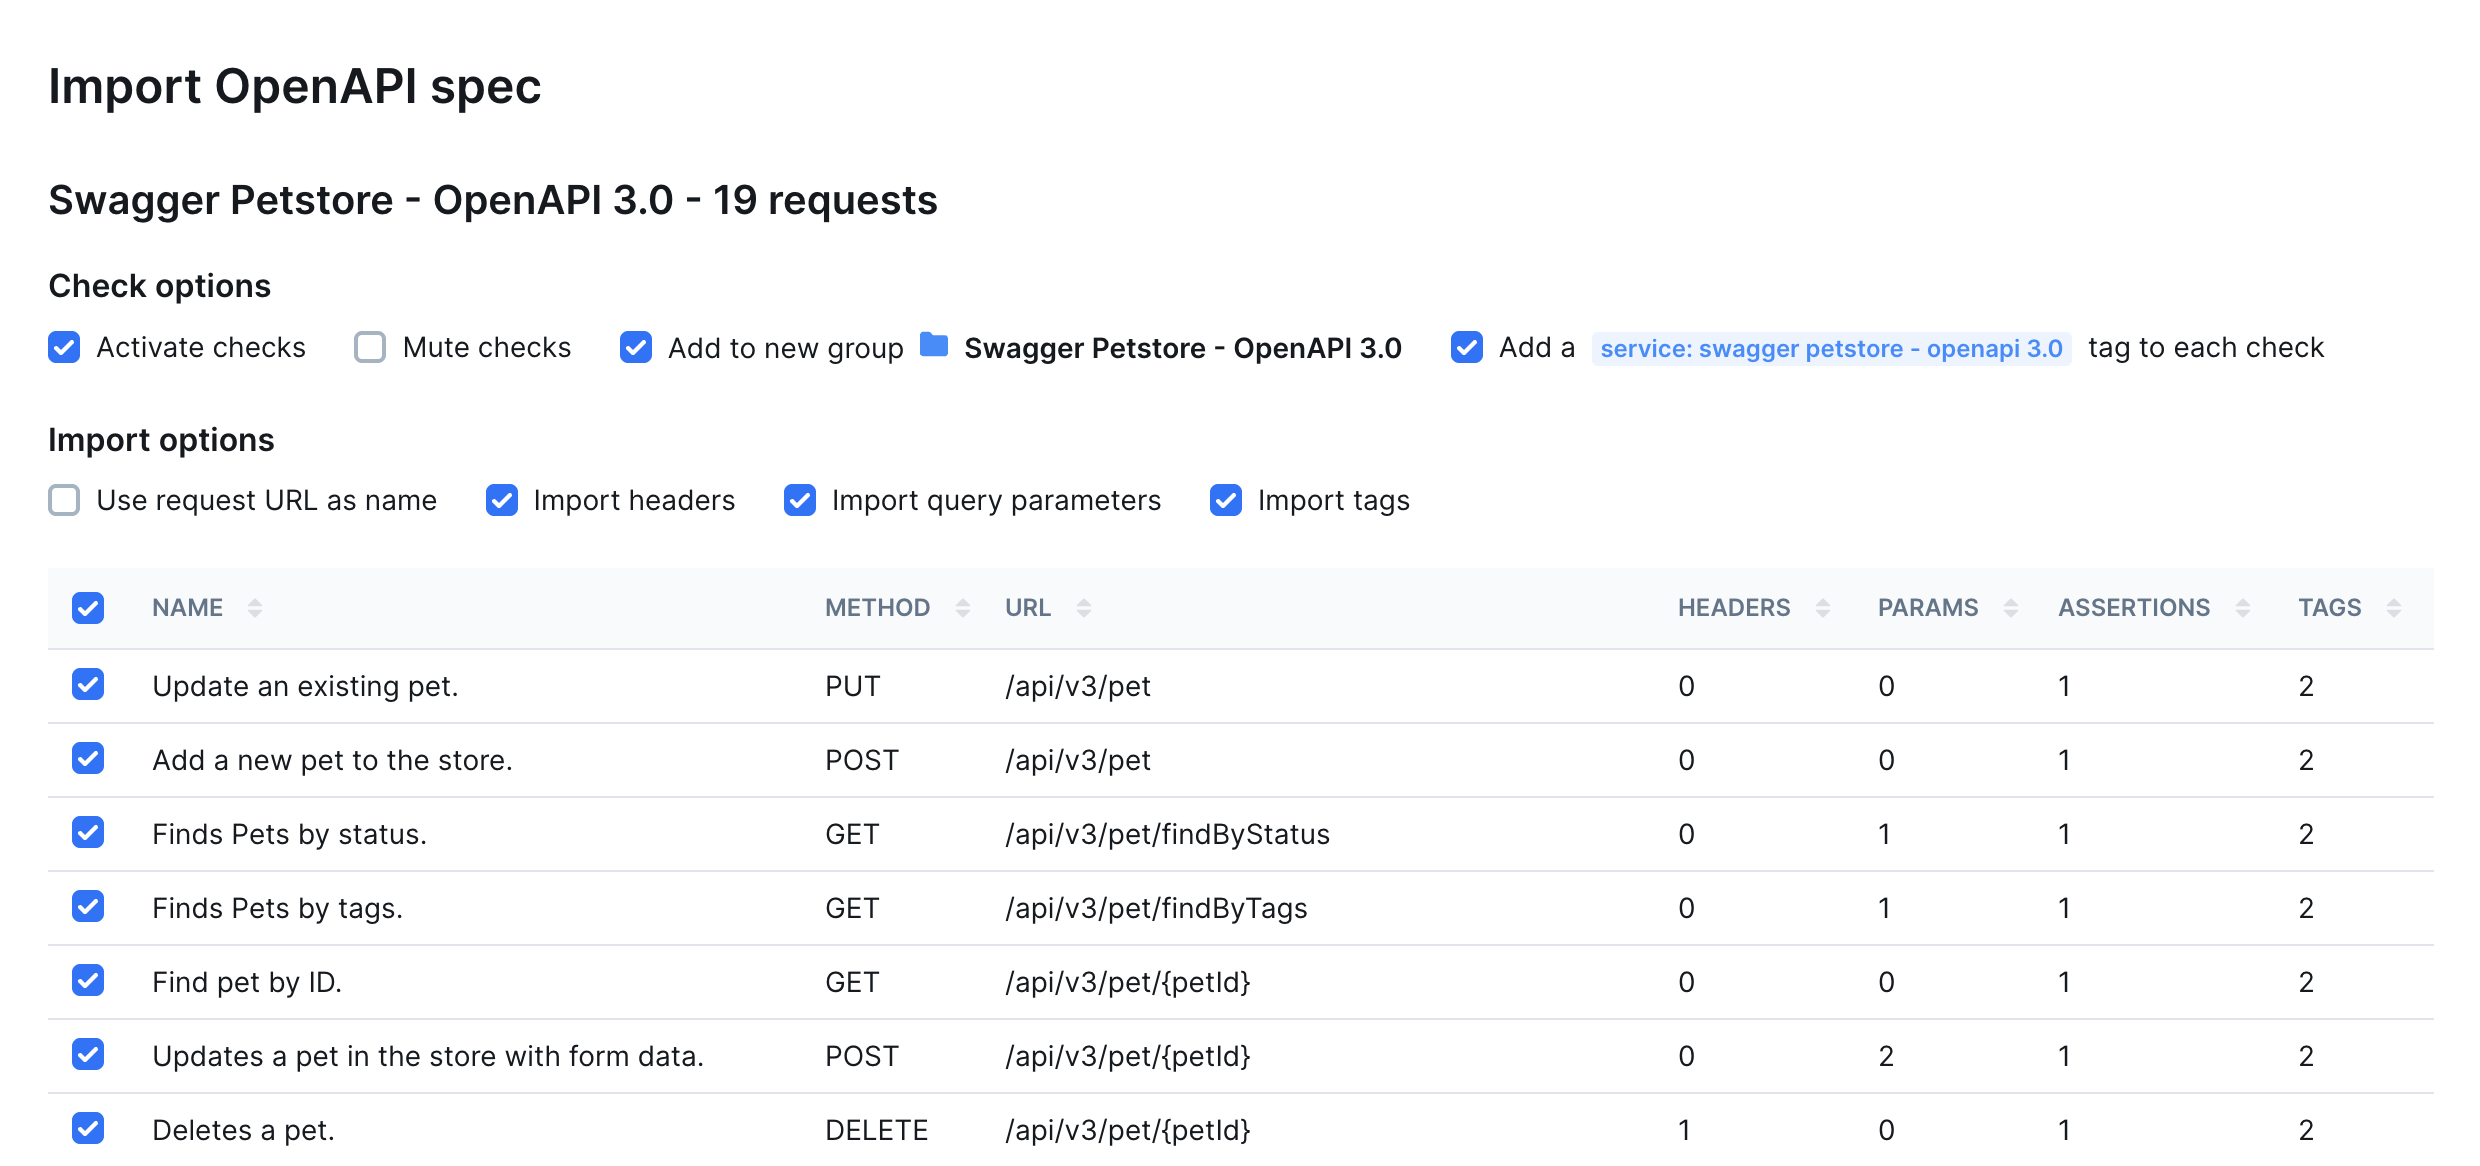 Import OpenAPI spec
Swagger Petstore - OpenAPI 3.0 - 19 requests
Check options
Activate checks Mute checks Add to new group Swagger Petstore - OpenAPI 3.0 Add a service: swagger petstore - openapi 3.0 tag to each check
Import options
Use request URL as name Import headers Import query parameters Import tags
NAME METHOD URL HEADERS PARAMS ASSERTIONS TAGS
Update an existing pet. PUT /api/v3/pet 0 0 1 2
Add a new pet to the store. POST /api/v3/pet 0 0 1 2
Finds Pets by status. GET /api/v3/pet/findByStatus 0 1 1 2
Finds Pets by tags. GET /api/v3/pet/findByTags 0 1 1 2
Find pet by ID. GET /api/v3/pet/{petId} 0 0 1 2
Updates a pet in the store with form data. POST /api/v3/pet/{petId} 0 2 1 2
Deletes a pet. DELETE /api/v3/pet/{petId} 1 0 1 2